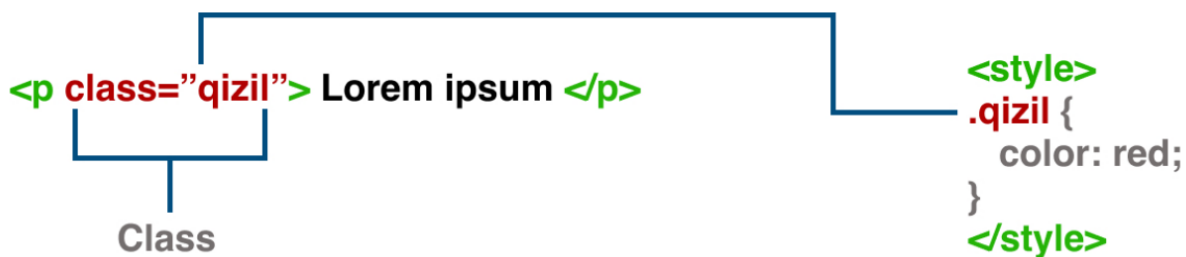 <p class=”qizil”> Lorem ipsum </p>
Class
<style>
.qizil {
color: red;
}
</style>